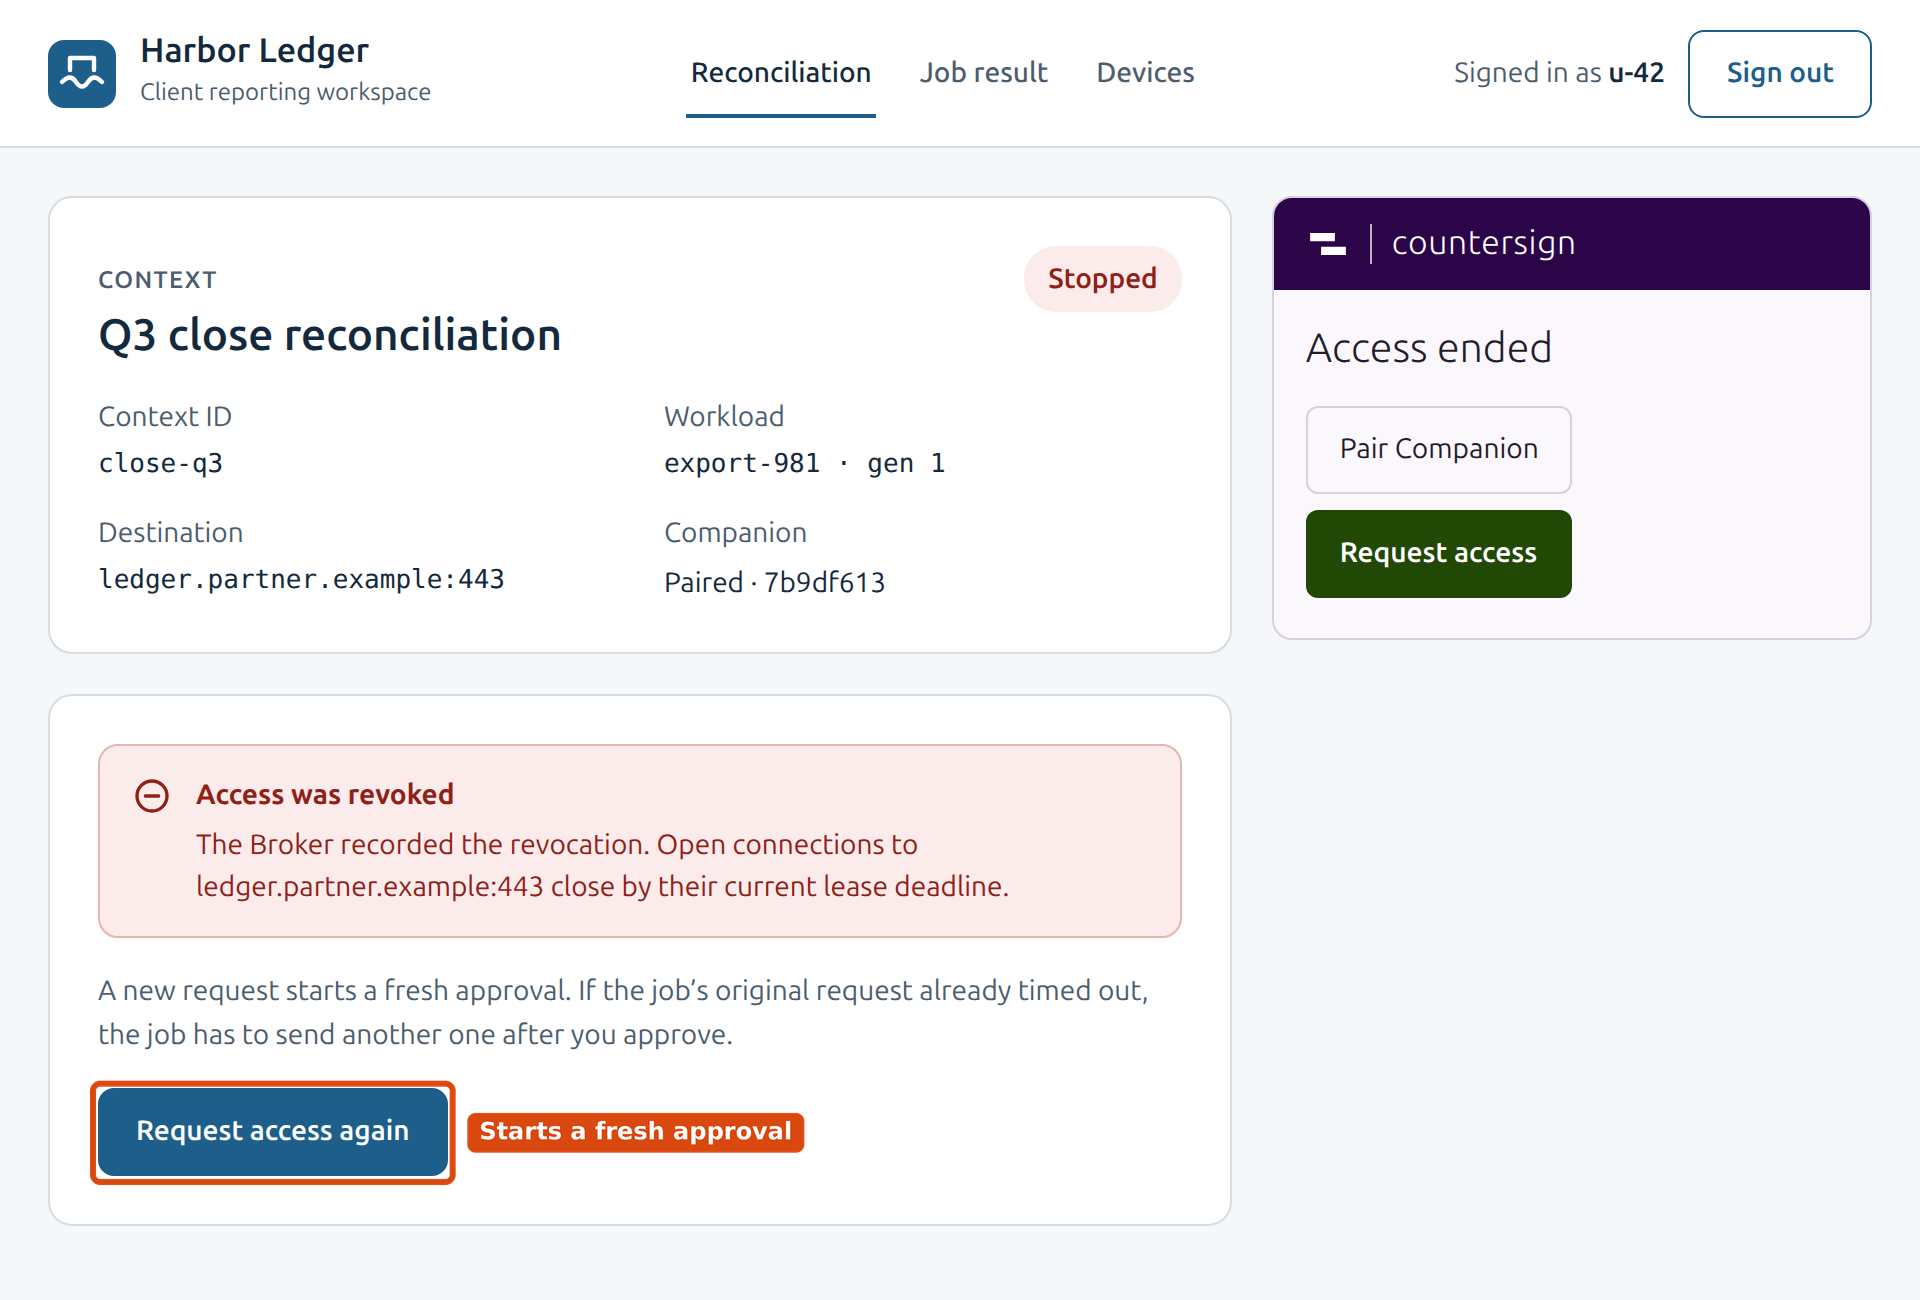 Harbor Ledger
Client reporting workspace
Reconciliation
Job result
Devices
Signed in as u-42
Sign out
CONTEXT
Stopped
Q3 close reconciliation
Context ID
close-q3
Workload
export-981 · gen 1
Destination
ledger.partner.example:443
Companion
Paired · 7b9df613
countersign
Access ended
Pair Companion
Request access
Access was revoked
The Broker recorded the revocation. Open connections to
ledger.partner.example:443 close by their current lease deadline.
A new request starts a fresh approval. If the job’s original request already timed out,
the job has to send another one after you approve.
Request access again
Starts a fresh approval